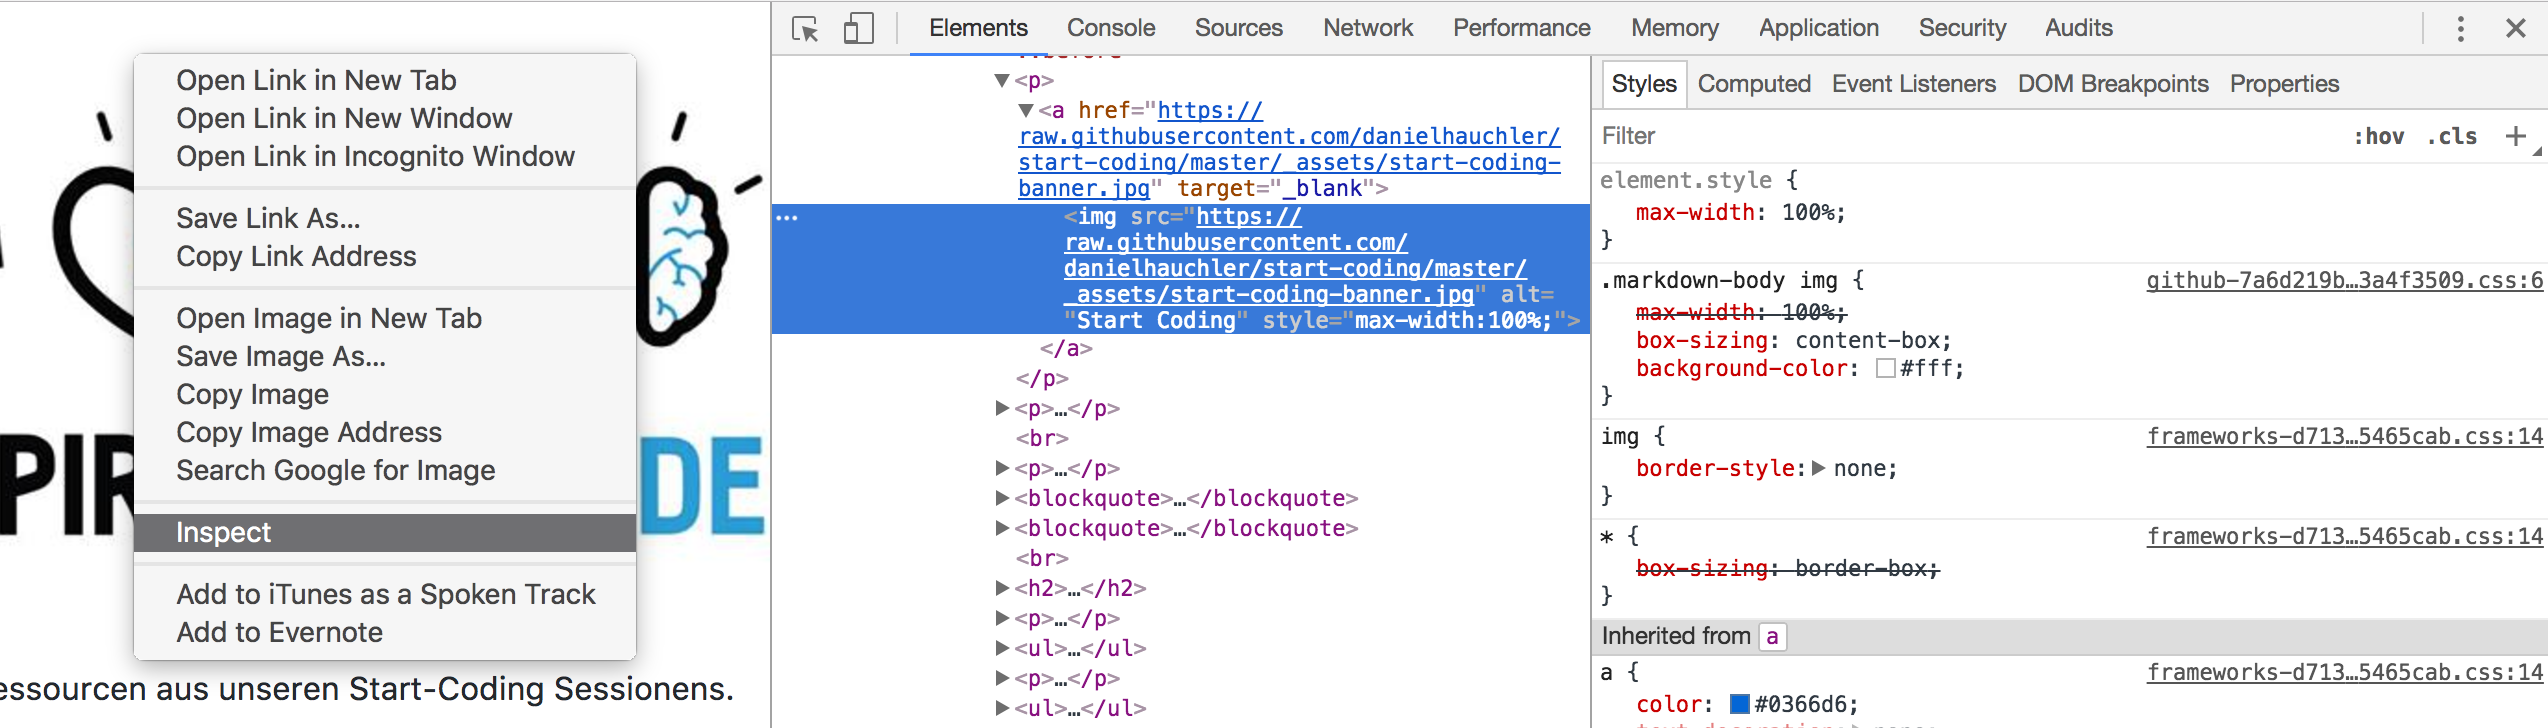 Open Link in New Tab
Open Link in New Window
Open Link in Incognito Window
Save Link As...
Copy Link Address
Open Image in New Tab
Save Image As...
Copy Image
Copy Image Address
Search Google for Image
Inspect
Add to iTunes as a Spoken Track
Add to Evernote
PIR
DE
essourcen aus unseren Start-Coding Sessionens.
Elements Console Sources Network Performance Memory Application Security Audits
::before
<p>
<a href="https://
raw.githubusercontent.com/danielhauchler/
start-coding/master/_assets/start-coding-
banner.jpg" target="_blank">
<img src="https://
raw.githubusercontent.com/
danielhauchler/start-coding/master/
_assets/start-coding-banner.jpg" alt=
"Start Coding" style="max-width:100%;">
</a>
</p>
<p>…</p>
<br>
<p>…</p>
<blockquote>…</blockquote>
<blockquote>…</blockquote>
<br>
<h2>…</h2>
<p>…</p>
<ul>…</ul>
<p>…</p>
<ul>…</ul>
Styles Computed Event Listeners DOM Breakpoints Properties
Filter :hov .cls +
element.style {
max-width: 100%;
}
.markdown-body img { github-7a6d219b…3a4f3509.css:6
max-width: 100%;
box-sizing: content-box;
background-color: #fff;
}
img { frameworks-d713…5465cab.css:14
border-style: none;
}
* { frameworks-d713…5465cab.css:14
box-sizing: border-box;
}
Inherited from a
a { frameworks-d713…5465cab.css:14
color: #0366d6;
text-decoration: none;